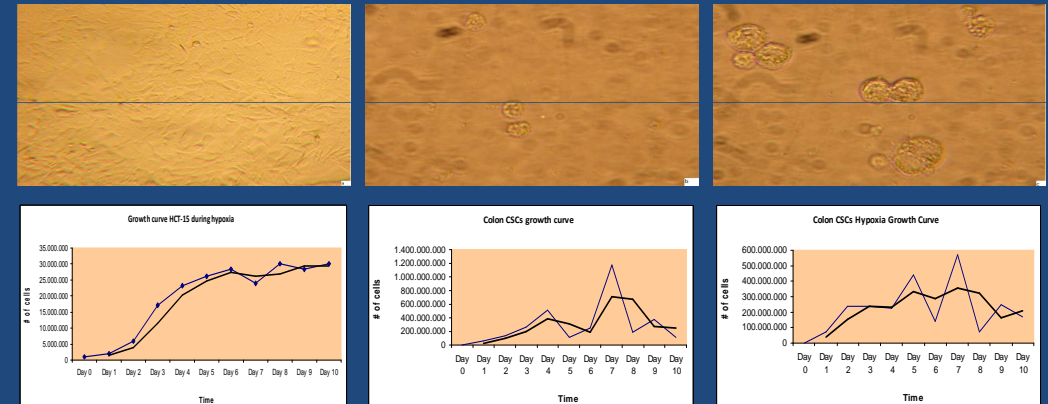 a
b
c
Growth curve HCT-15 during hypoxia
35.000.000
30.000.000
25.000.000
20.000.000
15.000.000
10.000.000
5.000.000
0
# of cells
Day 0 Day 1 Day 2 Day 3 Day 4 Day 5 Day 6 Day 7 Day 8 Day 9 Day 10
Time
Colon CSCs growth curve
1.400.000.000
1.200.000.000
1.000.000.000
800.000.000
600.000.000
400.000.000
200.000.000
0
# of cells
Day Day Day Day Day Day Day Day Day Day Day
0 1 2 3 4 5 6 7 8 9 10
Time
Colon CSCs Hypoxia Growth Curve
600.000.000
500.000.000
400.000.000
300.000.000
200.000.000
100.000.000
0
# of cells
Day Day Day Day Day Day Day Day Day Day Day
0 1 2 3 4 5 6 7 8 9 10
Time